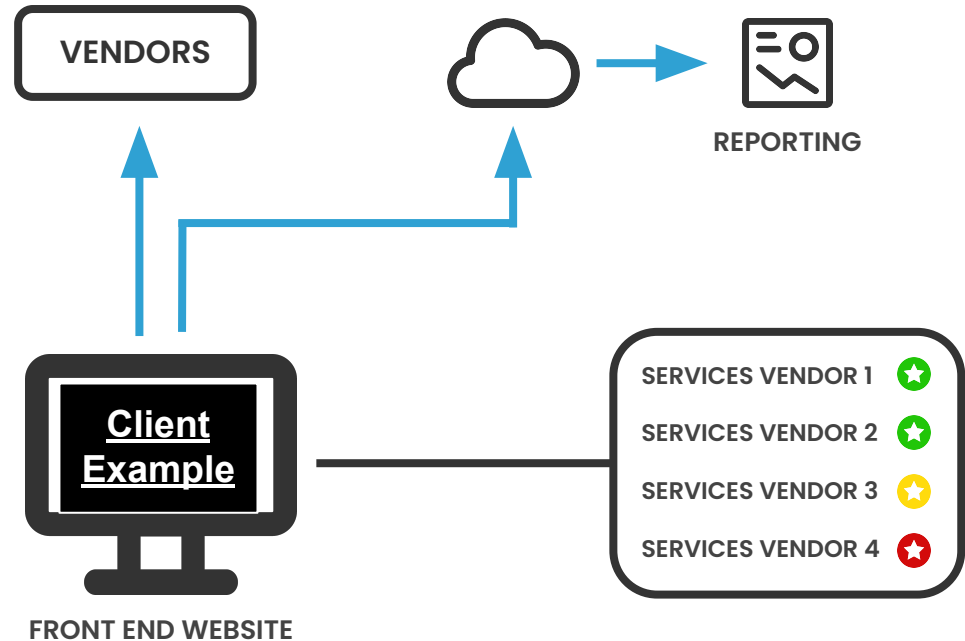 VENDORS
REPORTING
Client
Example
SERVICES VENDOR 1
SERVICES VENDOR 2
SERVICES VENDOR 3
SERVICES VENDOR 4
FRONT END WEBSITE